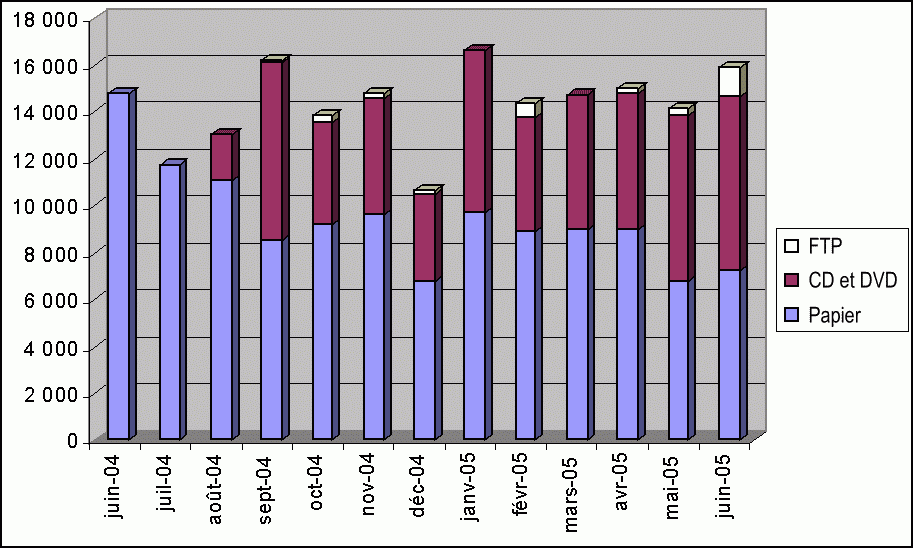 18 000
16 000
14 000
12 000
10 000
8 000
6 000
4 000
2 000
0
juin-04
juil-04
août-04
sept-04
oct-04
nov-04
déc-04
janv-05
févr-05
mars-05
avr-05
mai-05
juin-05
FTP
CD et DVD
Papier